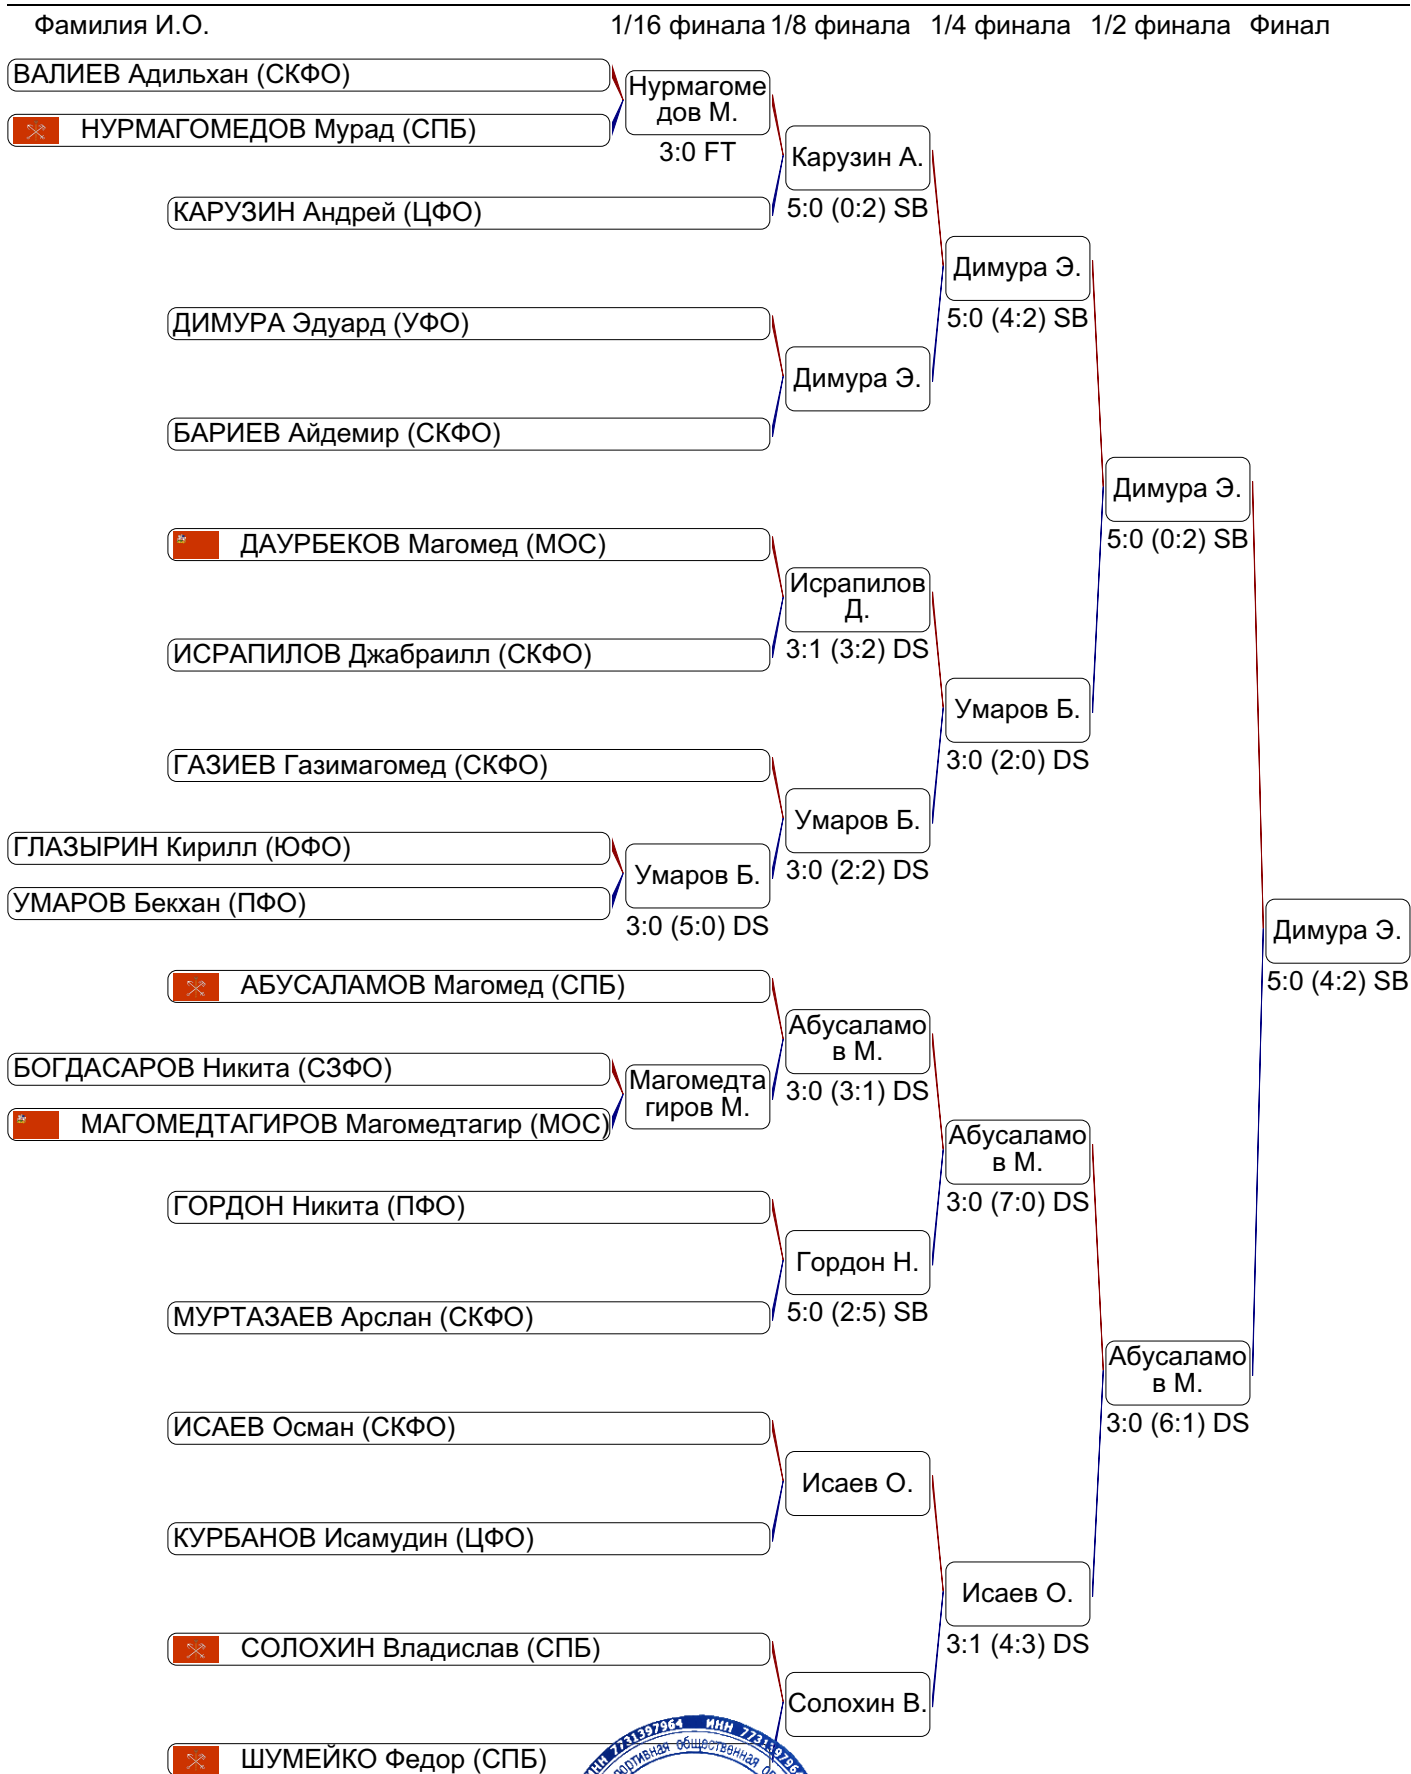 Фамилия И.О. 1/16 финала 1/8 финала 1/4 финала 1/2 финала Финал
ВАЛИЕВ Адильхан (СКФО)
Нурмагоме
дов М.
НУРМАГОМЕДОВ Мурад (СПБ)
3:0 FT
Карузин А.
КАРУЗИН Андрей (ЦФО)
5:0 (0:2) SB
Димура Э.
5:0 (4:2) SB
ДИМУРА Эдуард (УФО)
Димура Э.
БАРИЕВ Айдемир (СКФО)
Димура Э.
5:0 (0:2) SB
ДАУРБЕКОВ Магомед (МОС)
Исрапилов
Д.
ИСРАПИЛОВ Джабраилл (СКФО)
3:1 (3:2) DS
Умаров Б.
3:0 (2:0) DS
ГАЗИЕВ Газимагомед (СКФО)
Умаров Б.
3:0 (2:2) DS
ГЛАЗЫРИН Кирилл (ЮФО)
Умаров Б.
УМАРОВ Бекхан (ПФО)
3:0 (5:0) DS
Димура Э.
5:0 (4:2) SB
АБУСАЛАМОВ Магомед (СПБ)
Абусаламо
в М.
3:0 (3:1) DS
БОГДАСАРОВ Никита (СЗФО)
Магомедта
гиров М.
МАГОМЕДТАГИРОВ Магомедтагир (МОС)
Абусаламо
в М.
3:0 (7:0) DS
ГОРДОН Никита (ПФО)
Гордон Н.
МУРТАЗАЕВ Арслан (СКФО)
5:0 (2:5) SB
Абусаламо
в М.
3:0 (6:1) DS
ИСАЕВ Осман (СКФО)
Исаев О.
КУРБАНОВ Исамудин (ЦФО)
Исаев О.
3:1 (4:3) DS
СОЛОХИН Владислав (СПБ)
Солохин В.
ШУМЕЙКО Федор (СПБ)